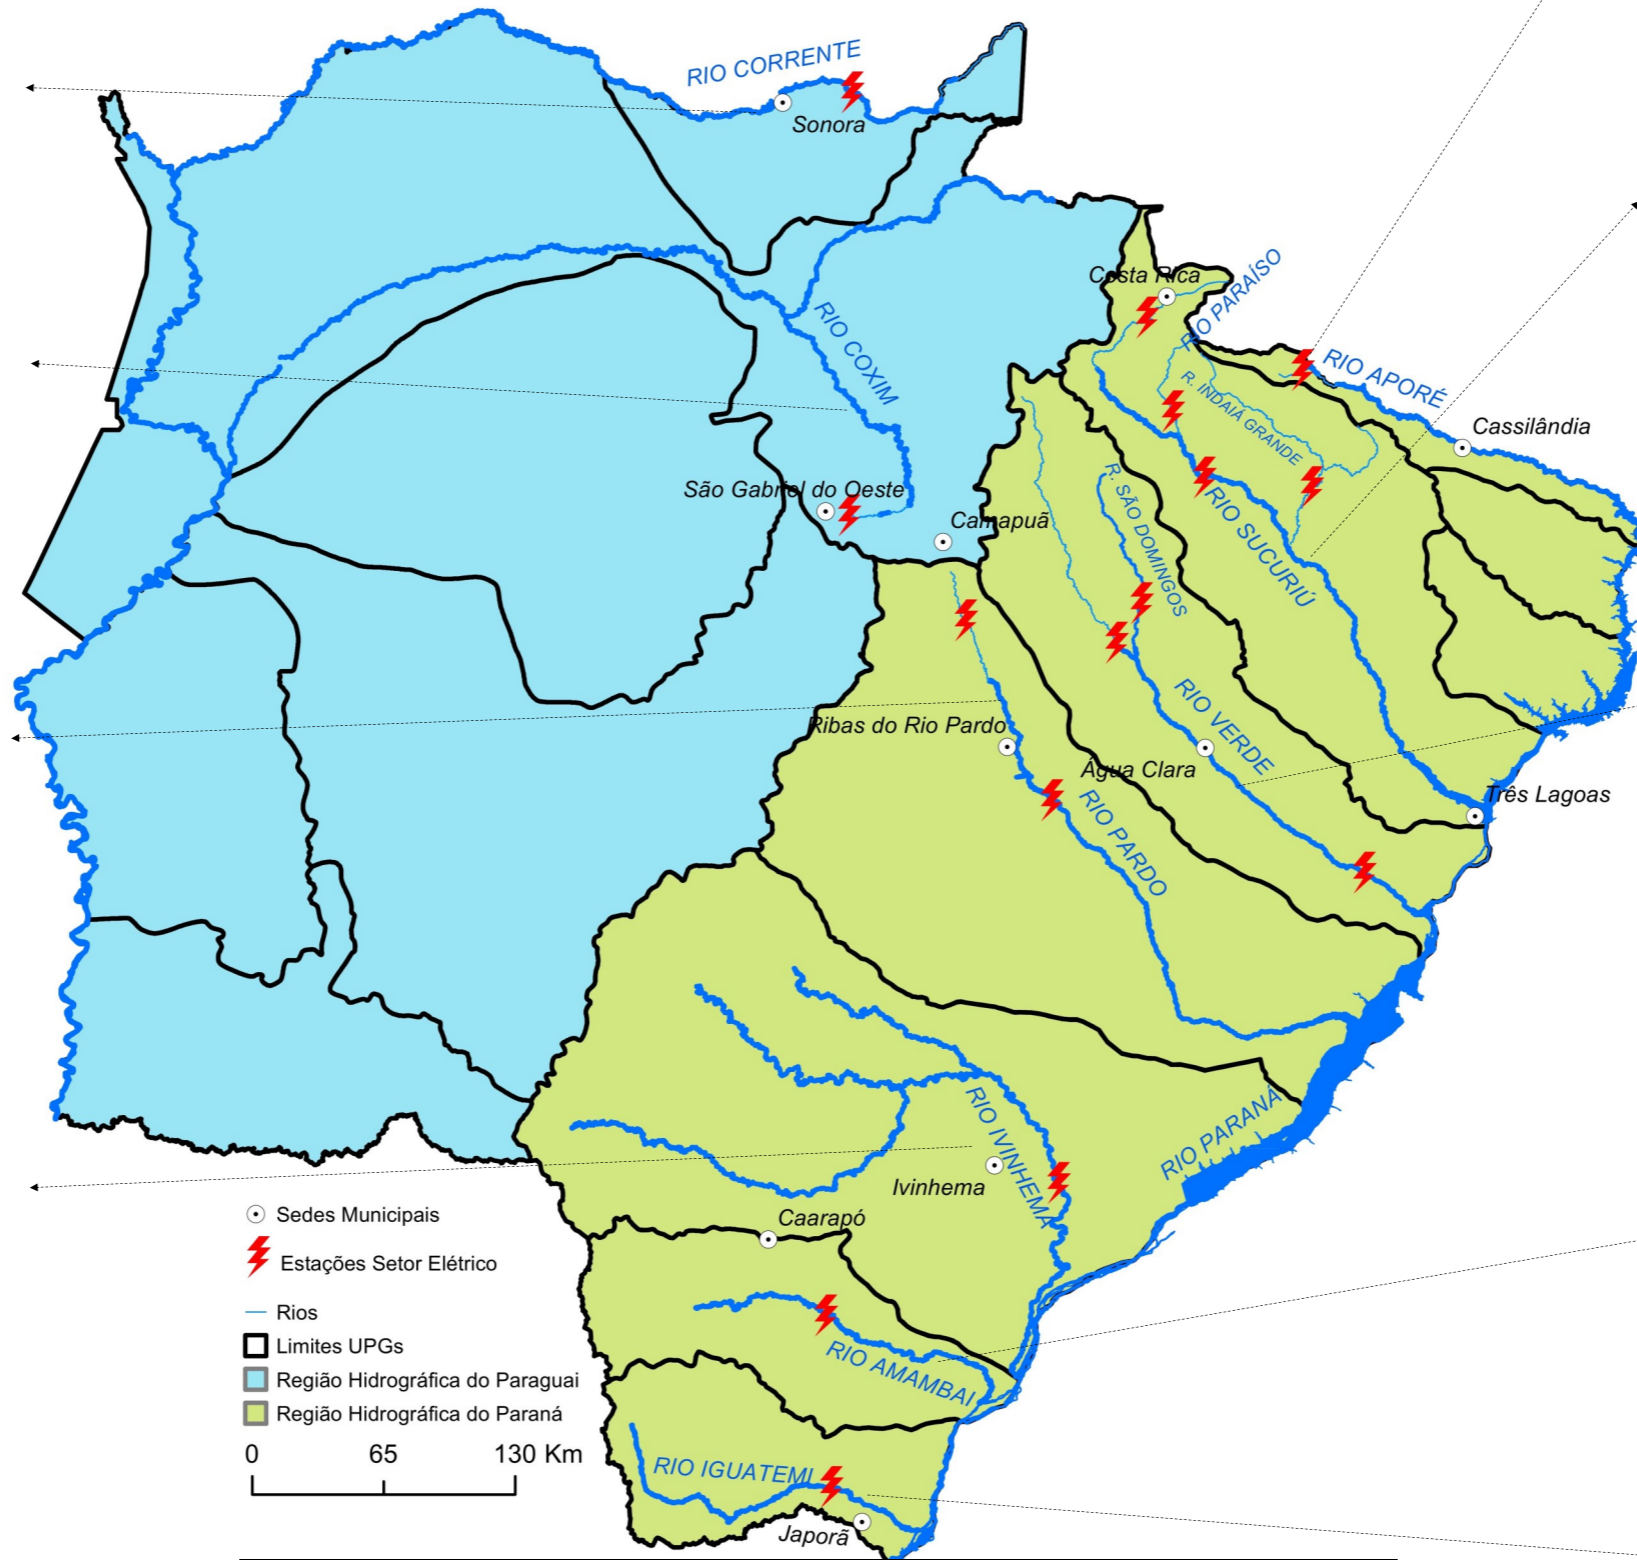 RIO CORRENTE
Sonora
Costa Rica
RIO PARAÍSO
RIO COXIM
RIO APORÉ
R. INDAIÁ GRANDE
Cassilândia
São Gabriel do Oeste
R. SÃO DOMINGOS
RIO SUCURIÚ
Camapuã
RIO VERDE
Ribas do Rio Pardo
Água Clara
RIO PARDO
Três Lagoas
RIO PARANÁ
RIO IVINHEMA
Ivinhema
Caarapó
RIO AMAMBAI
RIO IGUATEMI
Japorã
Sedes Municipais
Estações Setor Elétrico
Rios
Limites UPGs
Região Hidrográfica do Paraguai
Região Hidrográfica do Paraná
0 65 130 Km